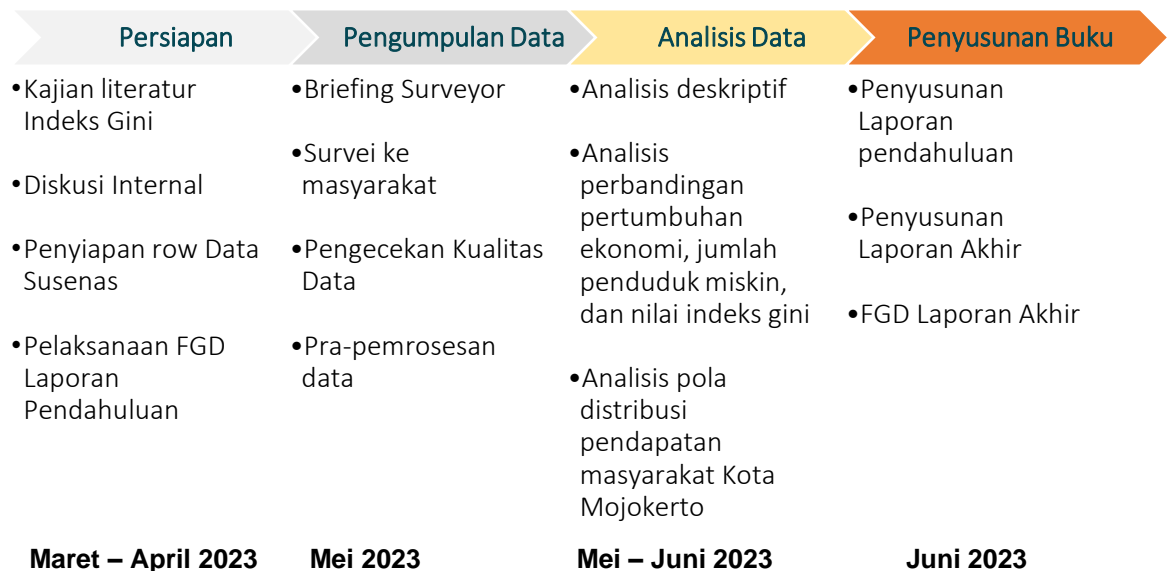 Persiapan
•Kajian literatur
Indeks Gini
•Diskusi Internal
•Penyiapan row Data
Susenas
•Pelaksanaan FGD
Laporan
Pendahuluan
Maret – April 2023
Pengumpulan Data
•Briefing Surveyor
•Survei ke
masyarakat
•Pengecekan Kualitas
Data
•Pra-pemrosesan
data
Mei 2023
Analisis Data
•Analisis deskriptif
•Analisis
perbandingan
pertumbuhan
ekonomi, jumlah
penduduk miskin,
dan nilai indeks gini
•Analisis pola
distribusi
pendapatan
masyarakat Kota
Mojokerto
Mei – Juni 2023
Penyusunan Buku
•Penyusunan
Laporan
pendahuluan
•Penyusunan
Laporan Akhir
•FGD Laporan Akhir
Juni 2023